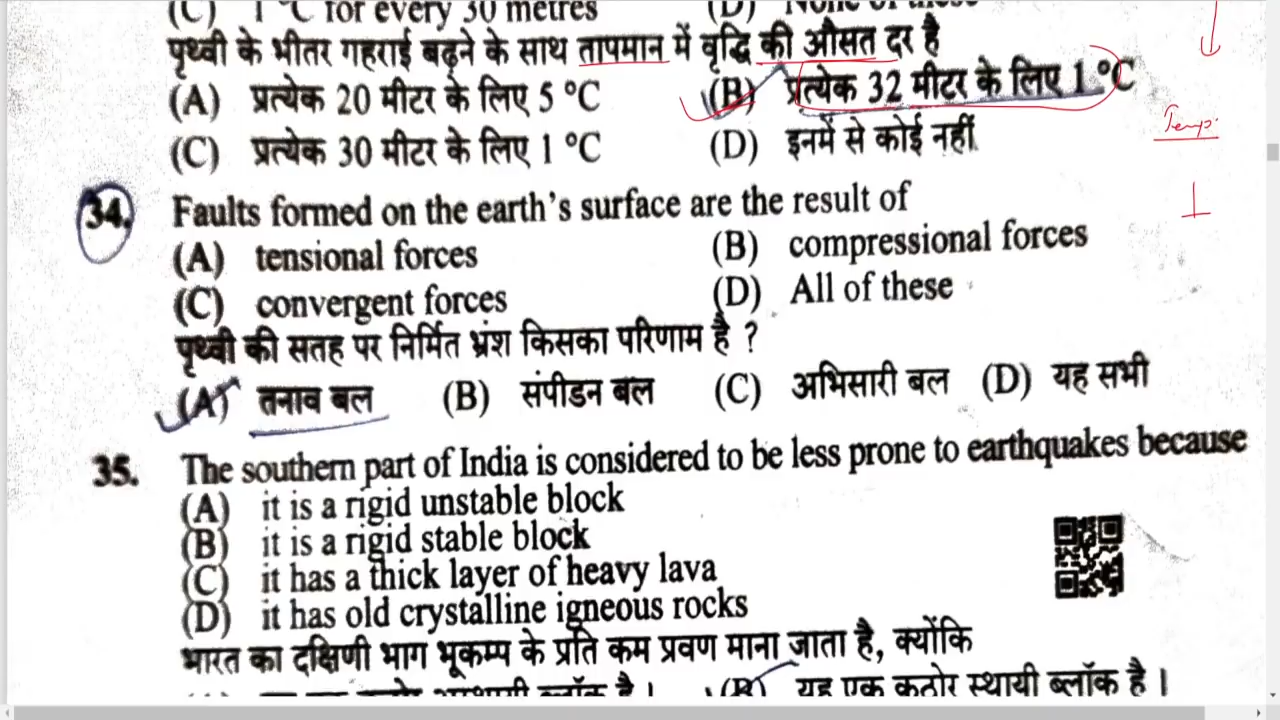 (C) 1 °C for every 30 metres (D) None of these
पृथ्वी के भीतर गहराई बढ़ने के साथ तापमान में वृद्धि की औसत दर है
(A) प्रत्येक 20 मीटर के लिए 5 °C (B) प्रत्येक 32 मीटर के लिए 1 °C
Temp.
(C) प्रत्येक 30 मीटर के लिए 1 °C (D) इनमें से कोई नहीं
34. Faults formed on the earth's surface are the result of
(A) tensional forces (B) compressional forces
(C) convergent forces (D) All of these
पृथ्वी की सतह पर निर्मित भ्रंश किसका परिणाम है ?
(A) तनाव बल (B) संपीडन बल (C) अभिसारी बल (D) यह सभी
35. The southern part of India is considered to be less prone to earthquakes because
(A) it is a rigid unstable block
(B) it is a rigid stable block
(C) it has a thick layer of heavy lava
(D) it has old crystalline igneous rocks
भारत का दक्षिणी भाग भूकम्प के प्रति कम प्रवण माना जाता है, क्योंकि
ब्लॉक है । (B) यह एक कठोर स्थायी ब्लॉक है ।